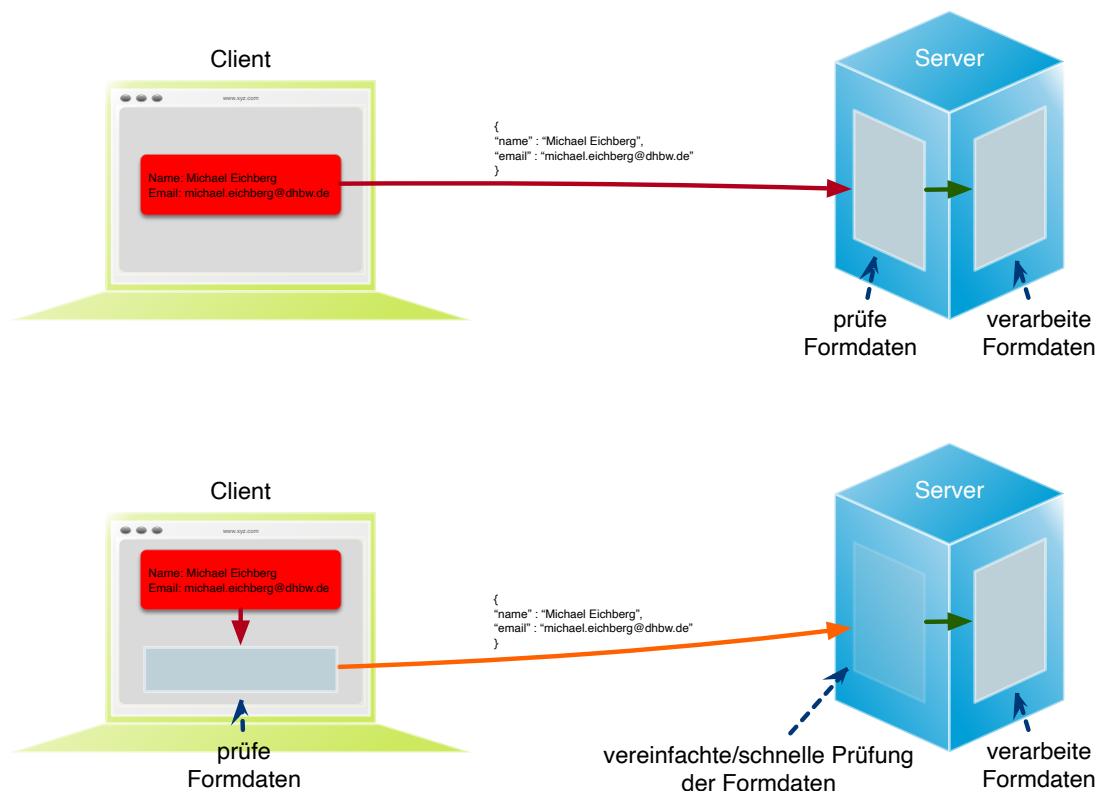 Client
Server
www.xyz.com
{
“name” : “Michael Eichberg”,
“email” : “michael.eichberg@dhbw.de”
}
Name: Michael Eichberg
Email: michael.eichberg@dhbw.de
prüfe
Formdaten
verarbeite
Formdaten
Client
Server
www.xyz.com
Name: Michael Eichberg
Email: michael.eichberg@dhbw.de
{
“name” : “Michael Eichberg”,
“email” : “michael.eichberg@dhbw.de”
}
prüfe
Formdaten
vereinfachte/schnelle Prüfung
der Formdaten
verarbeite
Formdaten